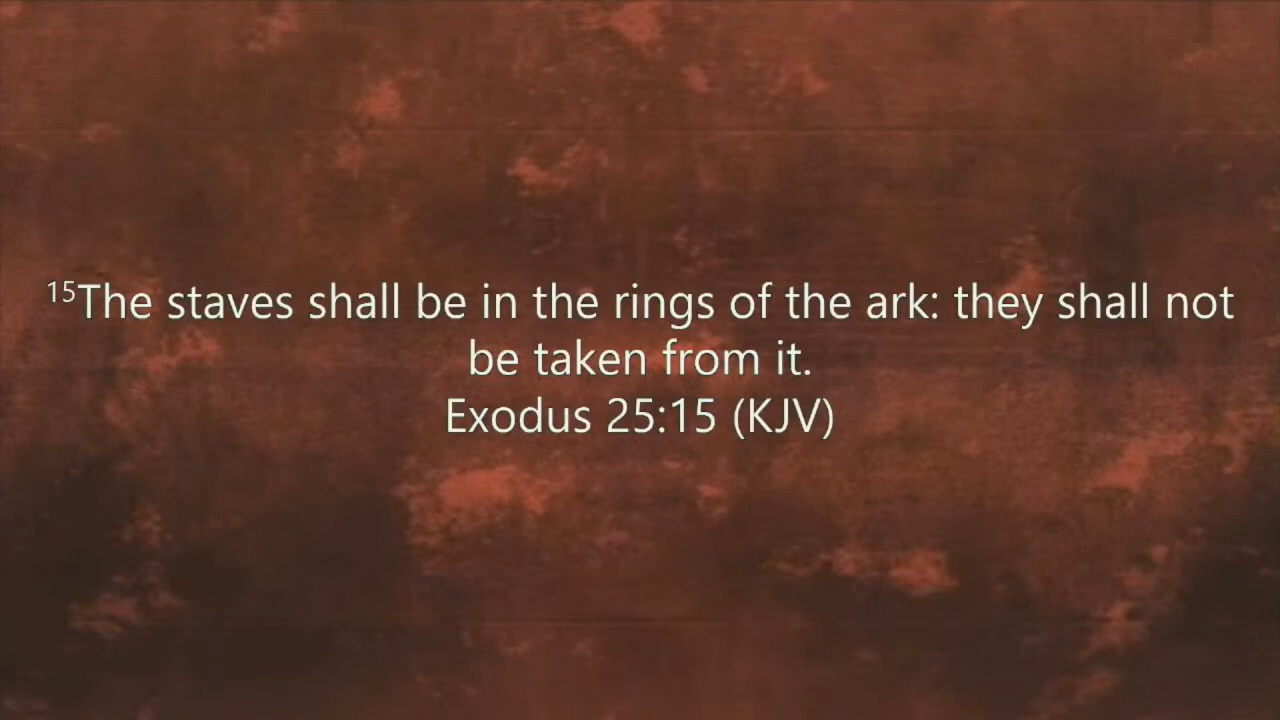 ¹⁵The staves shall be in the rings of the ark: they shall not
be taken from it.
Exodus 25:15 (KJV)